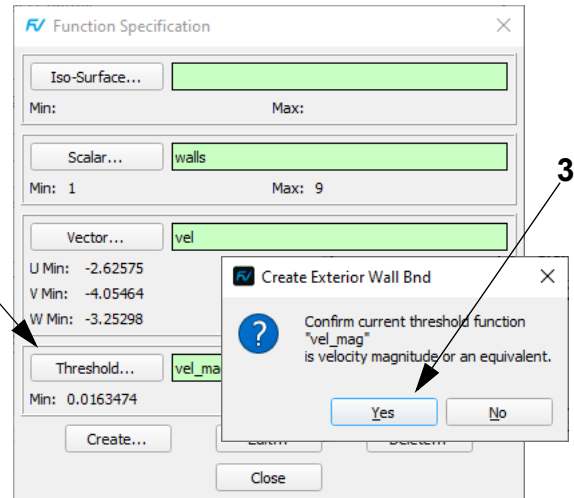 Function Specification
Iso-Surface...
Min: Max:
Scalar... walls
Min: 1 Max: 9
3
Vector... vel
U Min: -2.62575
V Min: -4.05464
W Min: -3.25298
Create Exterior Wall Bnd
Confirm current threshold function
"vel_mag"
is velocity magnitude or an equivalent.
Yes No
Threshold... vel_ma
Min: 0.0163474
Create...
Close